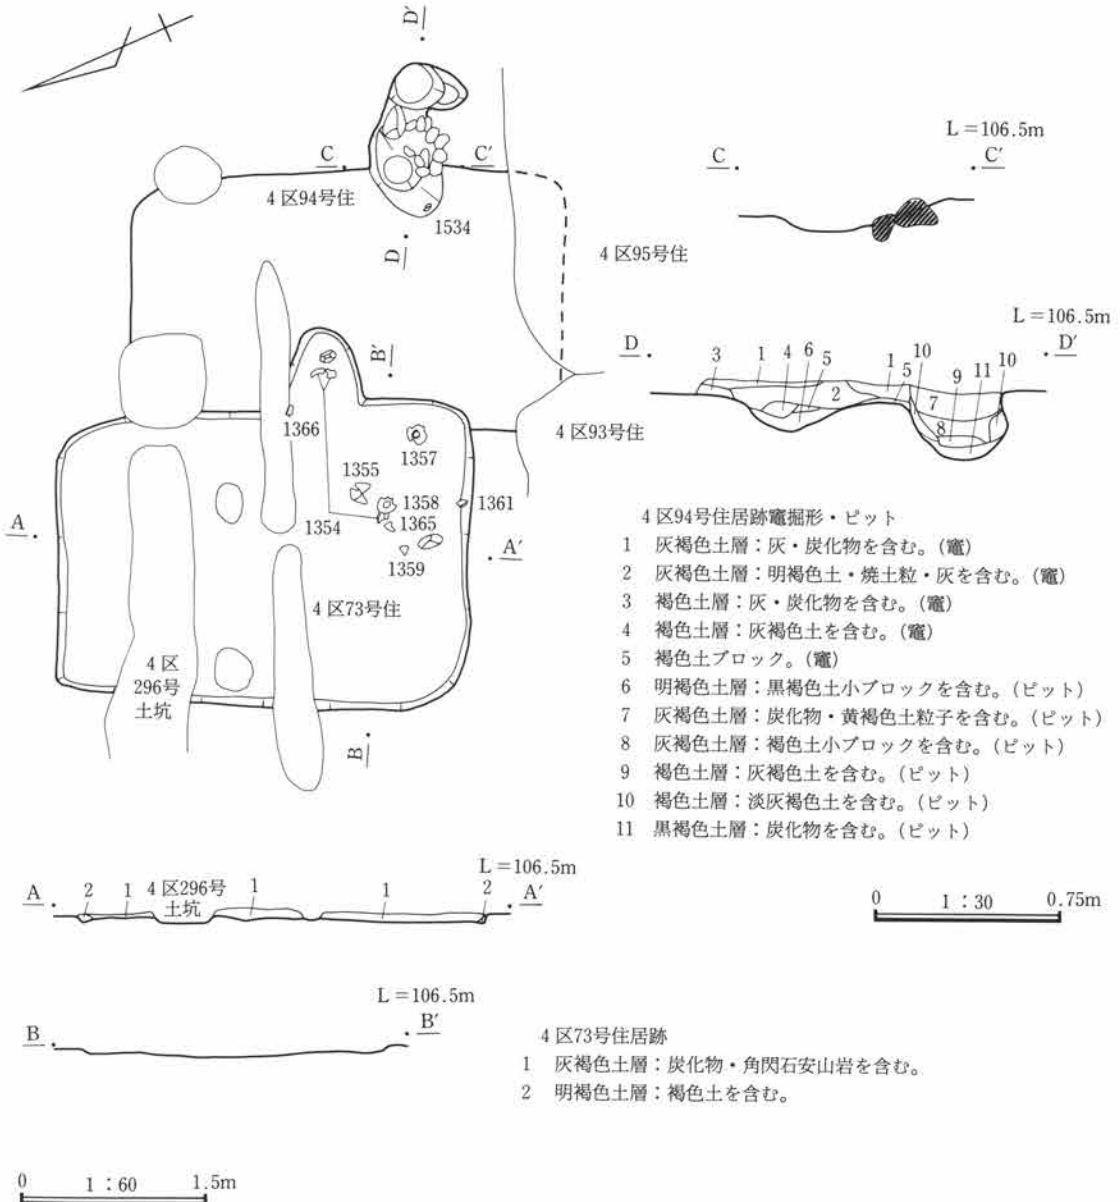 D′
C
C′
4区94号住
1534
D
4区95号住
B′
1366
1357
4区93号住
1355
1358
1361
A
1354
1365
A′
1359
4区73号住
4区
296号
土坑
B
L=106.5m
C
C′
L=106.5m
D
D′
3 1 4 6 5 2 1 5 10 7 8 9 11 10
4区94号住居跡竈掘形・ピット
1 灰褐色土層：灰・炭化物を含む。（竈）
2 灰褐色土層：明褐色土・焼土粒・灰を含む。（竈）
3 褐色土層：灰・炭化物を含む。（竈）
4 褐色土層：灰褐色土を含む。（竈）
5 褐色土ブロック。（竈）
6 明褐色土層：黒褐色土小ブロックを含む。（ピット）
7 灰褐色土層：炭化物・黄褐色土粒子を含む。（ピット）
8 灰褐色土層：褐色土小ブロックを含む。（ピット）
9 褐色土層：灰褐色土を含む。（ピット）
10 褐色土層：淡灰褐色土を含む。（ピット）
11 黒褐色土層：炭化物を含む。（ピット）
0 1：30 0.75m
L=106.5m
A 2 1 4区296号 1 1 2 A′
土坑
L=106.5m
B B′
4区73号住居跡
1 灰褐色土層：炭化物・角閃石安山岩を含む。
2 明褐色土層：褐色土を含む。
0 1：60 1.5m